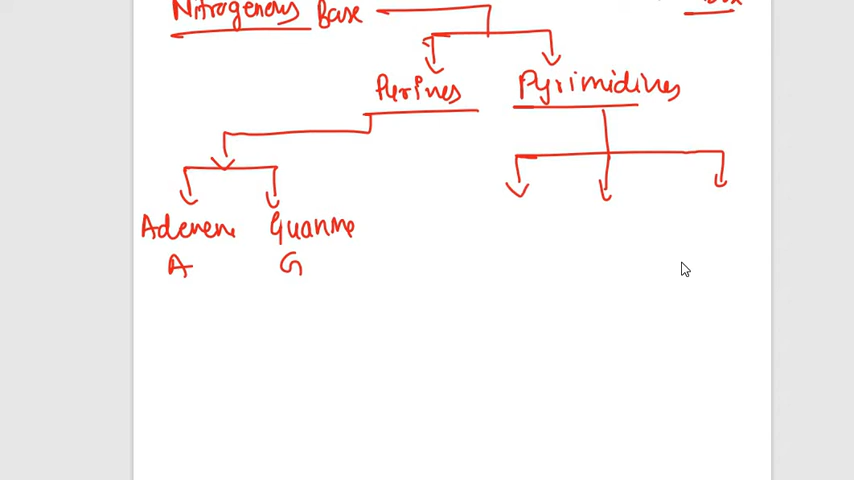 Nitrogenous Base
Purines Pyrimidines
Adenene Guanine
A G